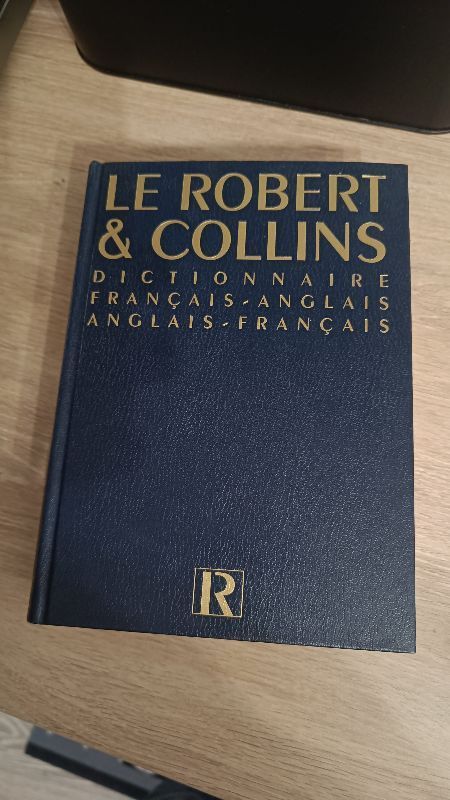 LE ROBERT
& COLLINS
DICTIONNAIRE
FRANÇAIS-ANGLAIS
ANGLAIS-FRANÇAIS
R